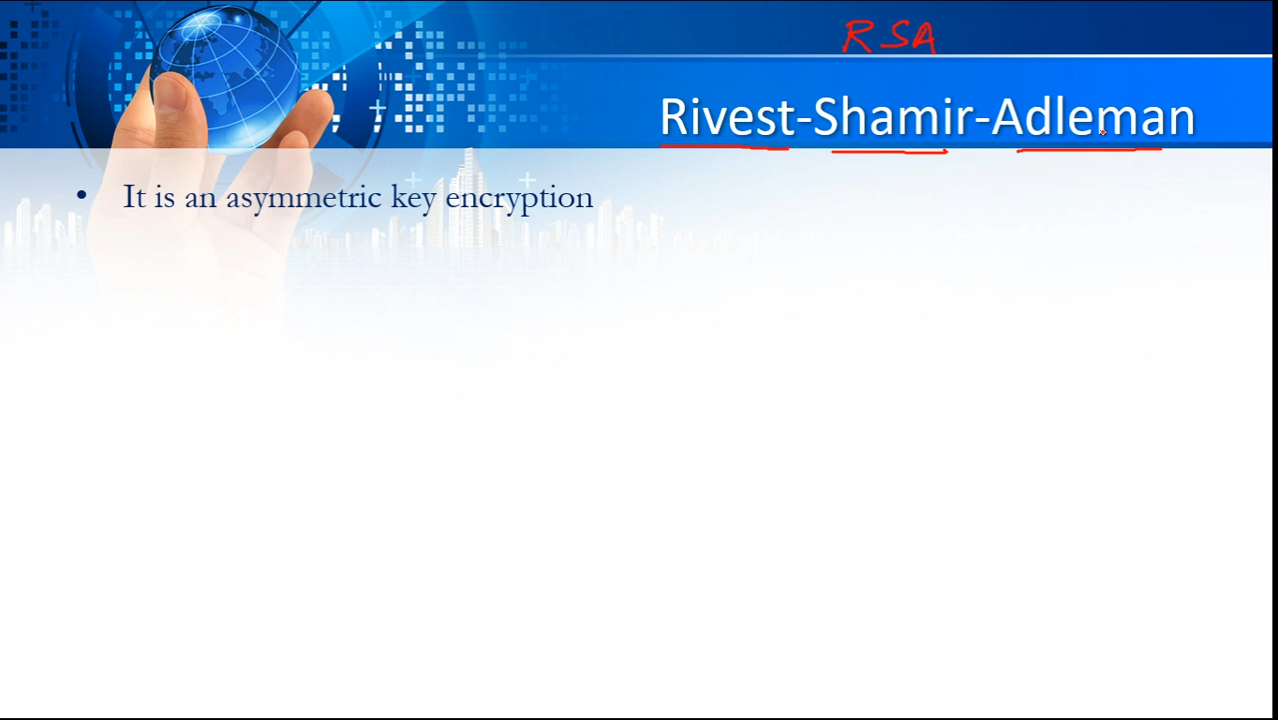 RSA
Rivest-Shamir-Adleman
• It is an asymmetric key encryption